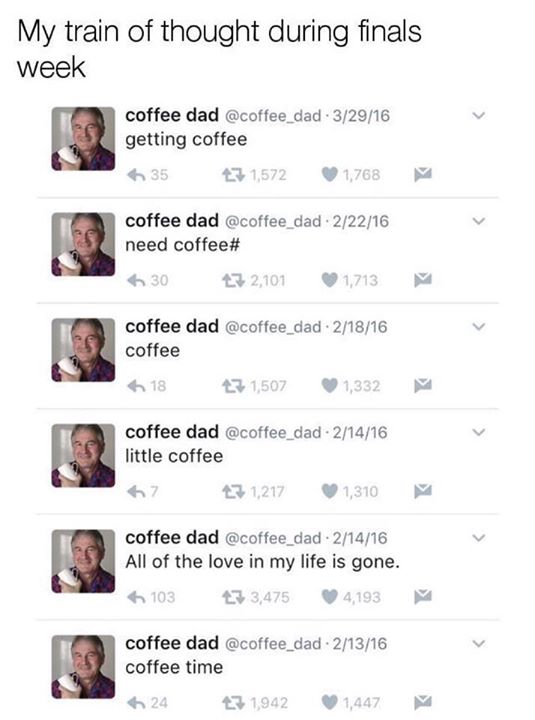 My train of thought during finals
week
coffee dad @coffee_dad · 3/29/16
getting coffee
35 1,572 1,768
coffee dad @coffee_dad · 2/22/16
need coffee#
30 2,101 1,713
coffee dad @coffee_dad · 2/18/16
coffee
18 1,507 1,332
coffee dad @coffee_dad · 2/14/16
little coffee
7 1,217 1,310
coffee dad @coffee_dad · 2/14/16
All of the love in my life is gone.
103 3,475 4,193
coffee dad @coffee_dad · 2/13/16
coffee time
24 1,942 1,447